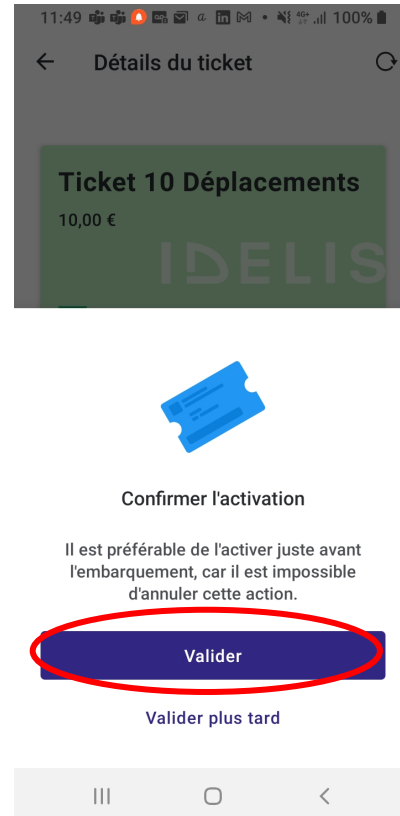 11:49 100%
Détails du ticket
Ticket 10 Déplacements
10,00 €
IDELIS
Confirmer l'activation
Il est préférable de l'activer juste avant
l'embarquement, car il est impossible
d'annuler cette action.
Valider
Valider plus tard